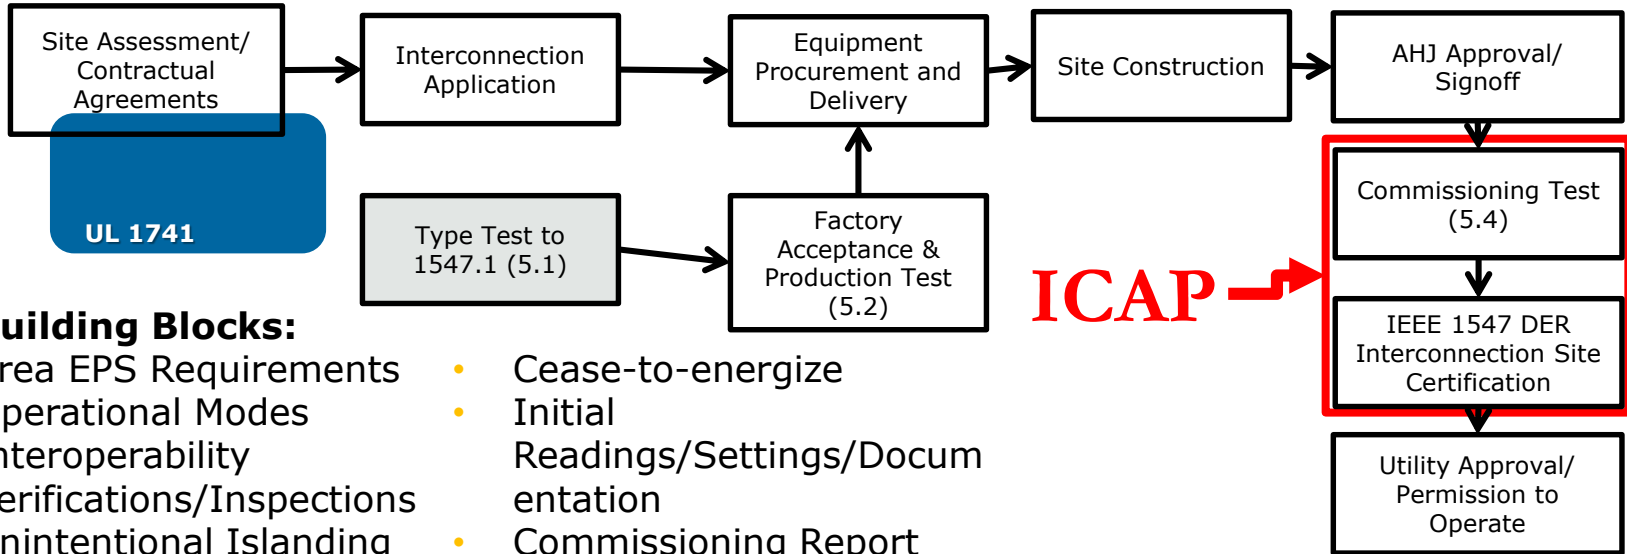 Site Assessment/
Contractual
Agreements
Interconnection
Application
Equipment
Procurement and
Delivery
Site Construction
AHJ Approval/
Signoff
UL 1741
Type Test to
1547.1 (5.1)
Factory
Acceptance &
Production Test
(5.2)
ICAP
Commissioning Test
(5.4)
IEEE 1547 DER
Interconnection Site
Certification
Utility Approval/
Permission to
Operate
uilding Blocks:
rea EPS Requirements
perational Modes
nteroperability
erifications/Inspections
nintentional Islanding
• Cease-to-energize
• Initial
Readings/Settings/Docum
entation
• Commissioning Report